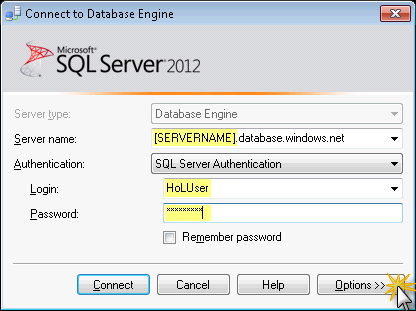 Connect to Database Engine
Microsoft®
SQL Server® 2012
Server type: Database Engine
Server name: [SERVERNAME].database.windows.net
Authentication: SQL Server Authentication
Login: HoLUser
Password: xxxxxxxxx
Remember password
Connect Cancel Help Options >>